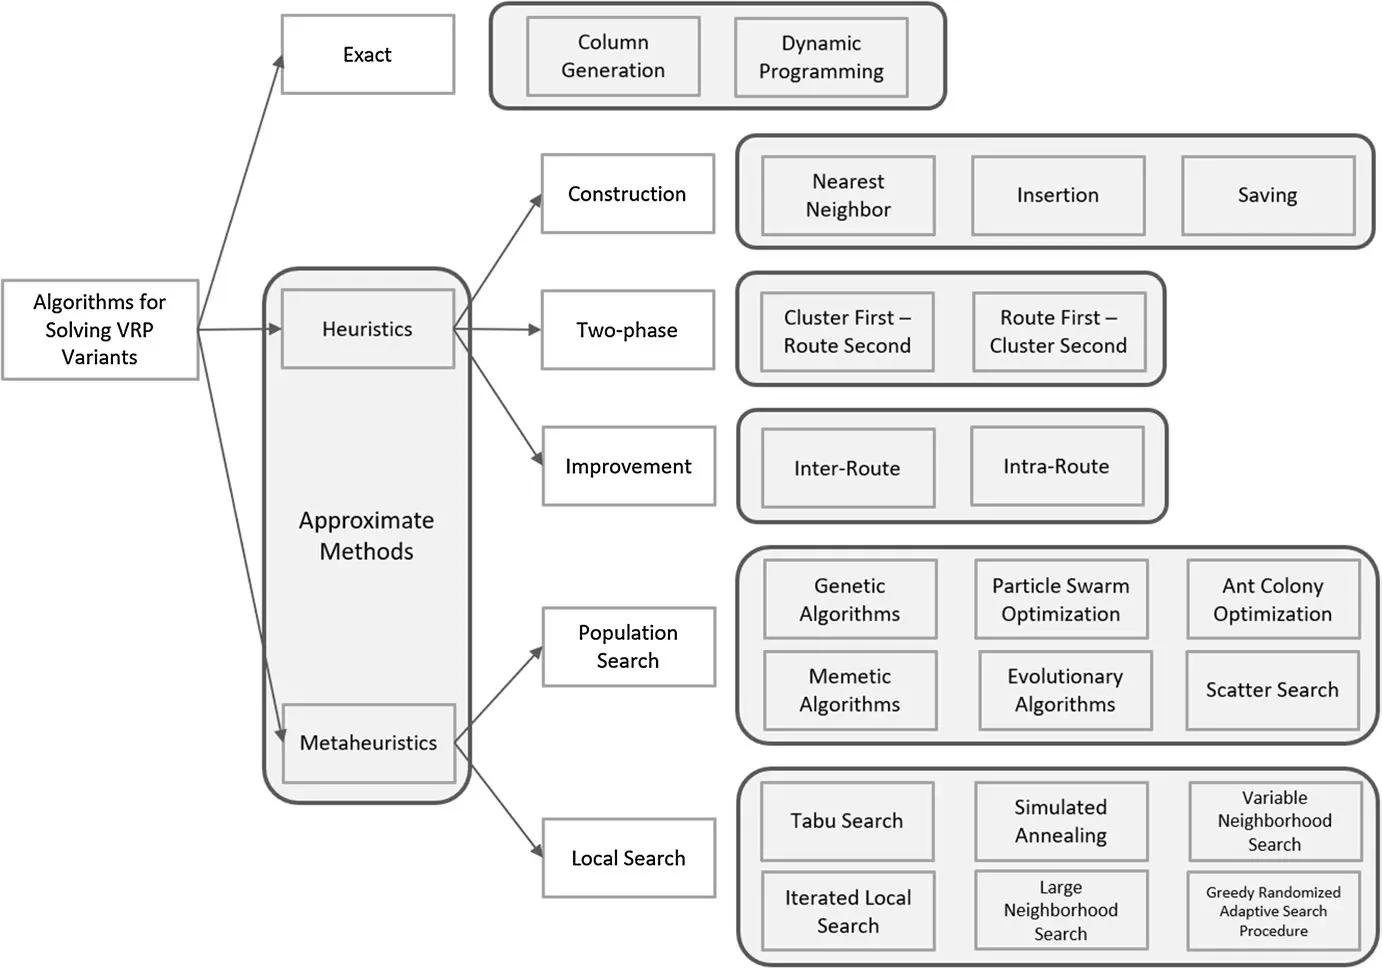 Exact
Column
Generation
Dynamic
Programming
Construction
Nearest
Neighbor
Insertion
Saving
Algorithms for
Solving VRP
Variants
Heuristics
Two-phase
Cluster First –
Route Second
Route First –
Cluster Second
Improvement
Inter-Route
Intra-Route
Approximate
Methods
Population
Search
Genetic
Algorithms
Particle Swarm
Optimization
Ant Colony
Optimization
Memetic
Algorithms
Evolutionary
Algorithms
Scatter Search
Metaheuristics
Local Search
Tabu Search
Simulated
Annealing
Variable
Neighborhood
Search
Iterated Local
Search
Large
Neighborhood
Search
Greedy Randomized
Adaptive Search
Procedure